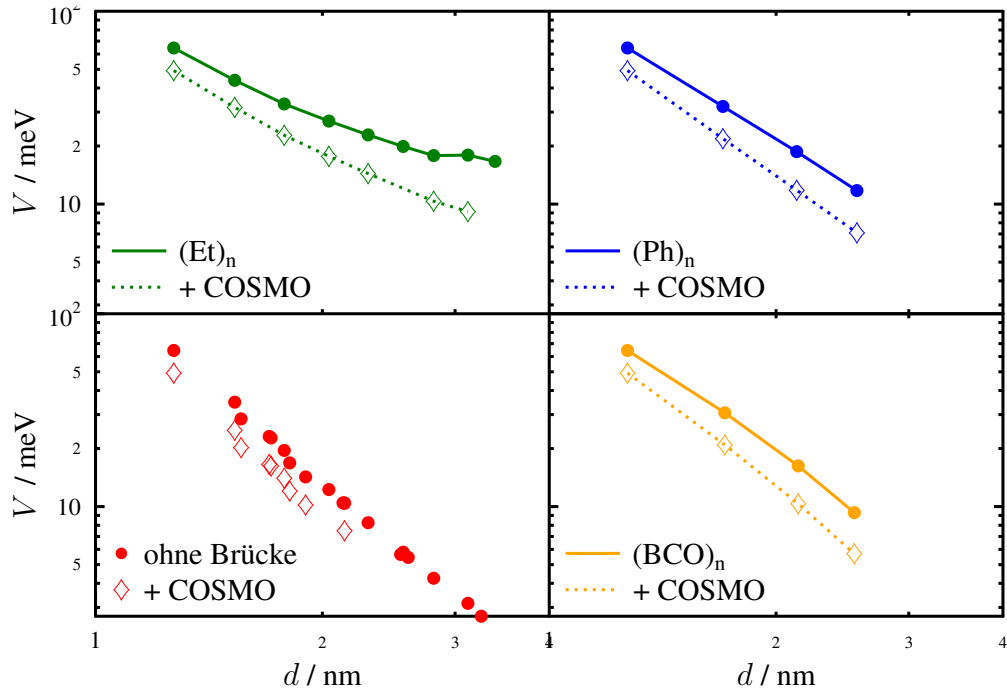 10²
5
2
10
5
10²
V / meV
(Et)n
+ COSMO
(Ph)n
+ COSMO
5
2
10
5
V / meV
ohne Brücke
+ COSMO
(BCO)n
+ COSMO
1 2 3 4 1 2 3 4
d / nm d / nm